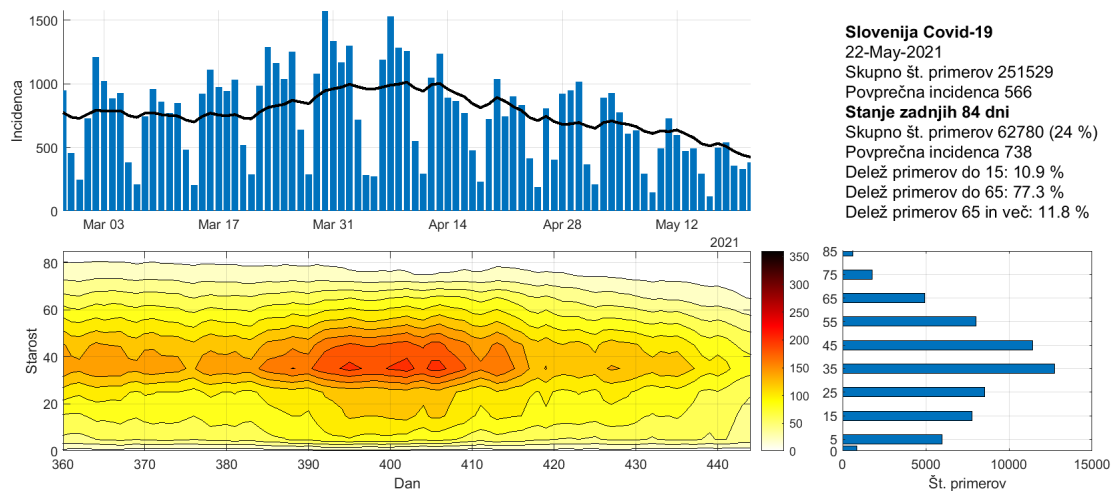 1500
1000
500
0
Incidenca
Mar 03
Mar 17
Mar 31
Apr 14
Apr 28
May 12
2021
Slovenija Covid-19
22-May-2021
Skupno št. primerov 251529
Povprečna incidenca 566
Stanje zadnjih 84 dni
Skupno št. primerov 62780 (24 %)
Povprečna incidenca 738
Delež primerov do 15: 10.9 %
Delež primerov do 65: 77.3 %
Delež primerov 65 in več: 11.8 %
80
60
40
20
0
Starost
360
370
380
390
400
410
420
430
440
Dan
350
300
250
200
150
100
50
0
85
75
65
55
45
35
25
15
5
0
0
5000
10000
15000
Št. primerov